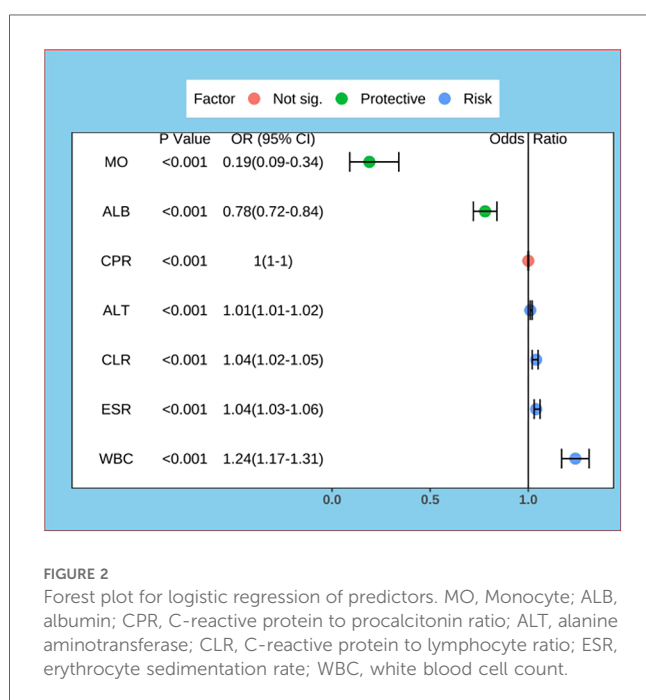 Factor Not sig. Protective Risk
P Value OR (95% CI) Odds Ratio
MO <0.001 0.19(0.09-0.34)
ALB <0.001 0.78(0.72-0.84)
CPR <0.001 1(1-1)
ALT <0.001 1.01(1.01-1.02)
CLR <0.001 1.04(1.02-1.05)
ESR <0.001 1.04(1.03-1.06)
WBC <0.001 1.24(1.17-1.31)
0.0 0.5 1.0
FIGURE 2
Forest plot for logistic regression of predictors. MO, Monocyte; ALB,
albumin; CPR, C-reactive protein to procalcitonin ratio; ALT, alanine
aminotransferase; CLR, C-reactive protein to lymphocyte ratio; ESR,
erythrocyte sedimentation rate; WBC, white blood cell count.